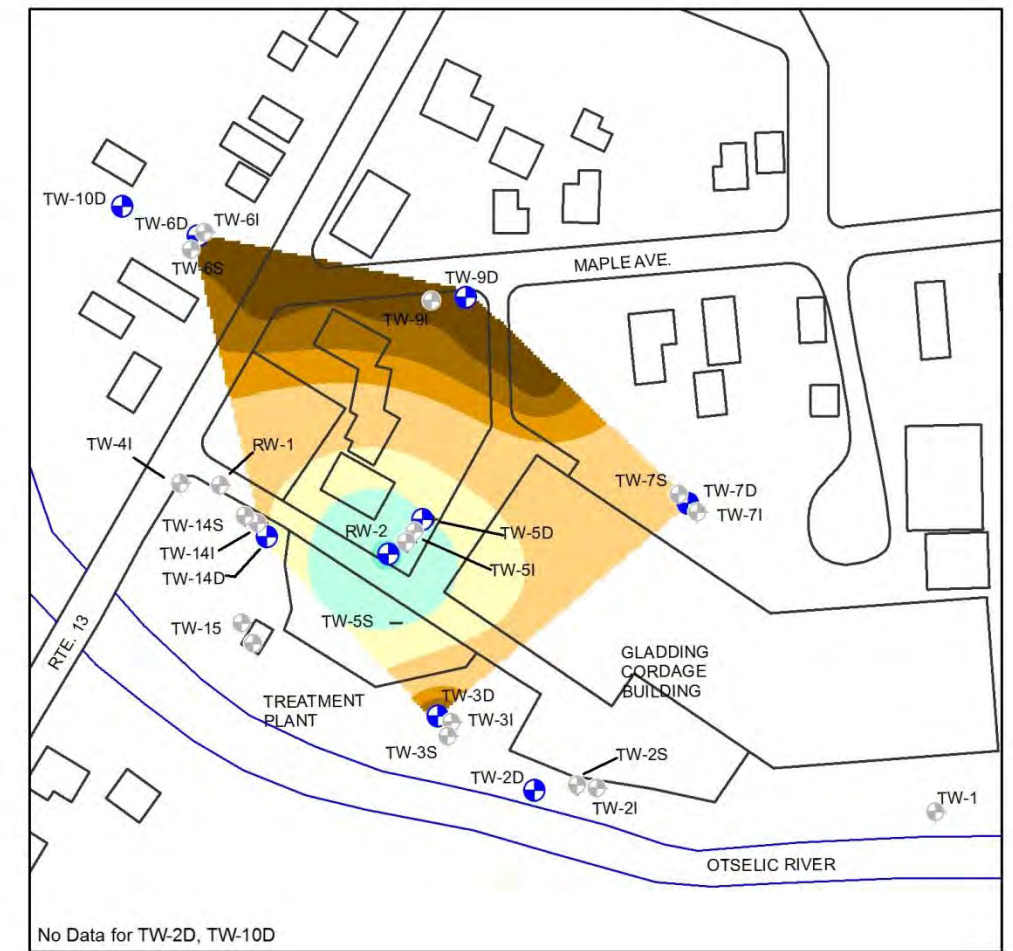 TW-10D
TW-6D
TW-6I
TW-6S
MAPLE AVE.
TW-9D
TW-9I
TW-4I
RW-1
TW-7S
TW-7D
TW-7I
TW-14S
TW-14I
TW-14D
RW-2
TW-5D
TW-5I
TW-5S
TW-15
RTE. 13
GLADDING
CORDAGE
BUILDING
TREATMENT
PLANT
TW-3D
TW-3I
TW-3S
TW-2S
TW-2D
TW-2I
TW-1
OTSELIC RIVER
No Data for TW-2D, TW-10D